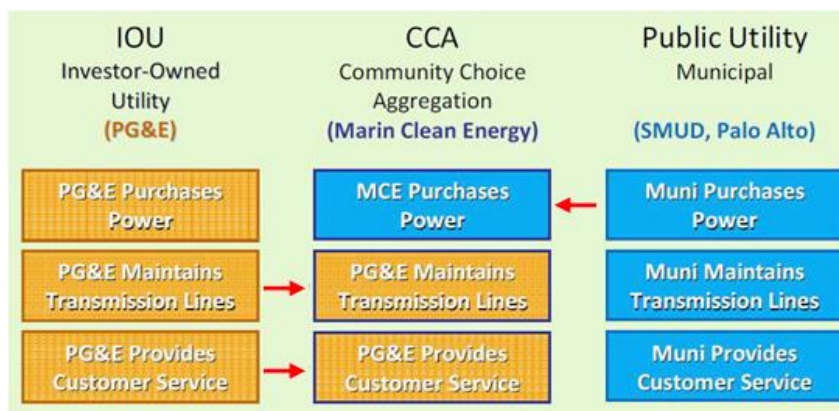 IOU
Investor-Owned
Utility
(PG&E)
PG&E Purchases
Power
PG&E Maintains
Transmission Lines
PG&E Provides
Customer Service
CCA
Community Choice
Aggregation
(Marin Clean Energy)
MCE Purchases
Power
PG&E Maintains
Transmission Lines
PG&E Provides
Customer Service
Public Utility
Municipal
(SMUD, Palo Alto)
Muni Purchases
Power
Muni Maintains
Transmission Lines
Muni Provides
Customer Service